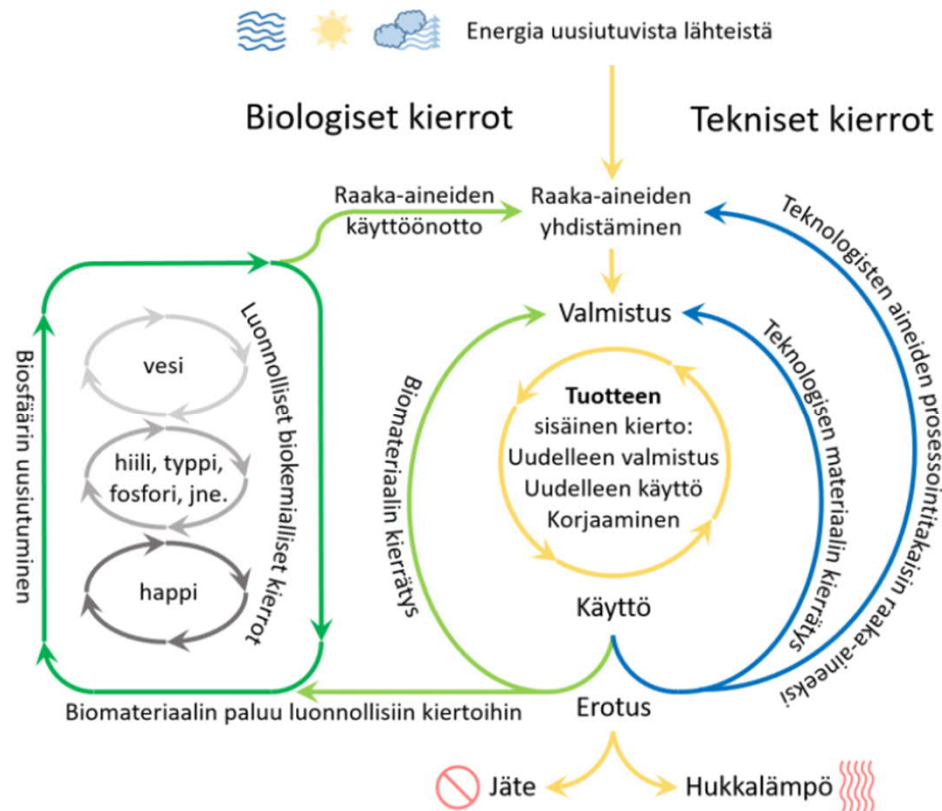 Energia uusiutuvista lähteistä
Biologiset kierrot
Tekniset kierrot
Raaka-aineiden
käyttöönotto
Raaka-aineiden
yhdistäminen
Valmistus
Tuotteen
sisäinen kierto:
Uudelleen valmistus
Uudelleen käyttö
Korjaaminen
Käyttö
Erotus
Jäte
Hukkalämpö
Biosfäärin uusiutuminen
vesi
hiili, typpi,
fosfori, jne.
happi
Luonnolliset biokemialliset kierrot
Biomateriaalin kierrätys
Teknologisen materiaalin kierrätys
Teknologisten aineiden prosessointitakaisin raaka-aineeksi
Biomateriaalin paluu luonnollisiin kiertoihin